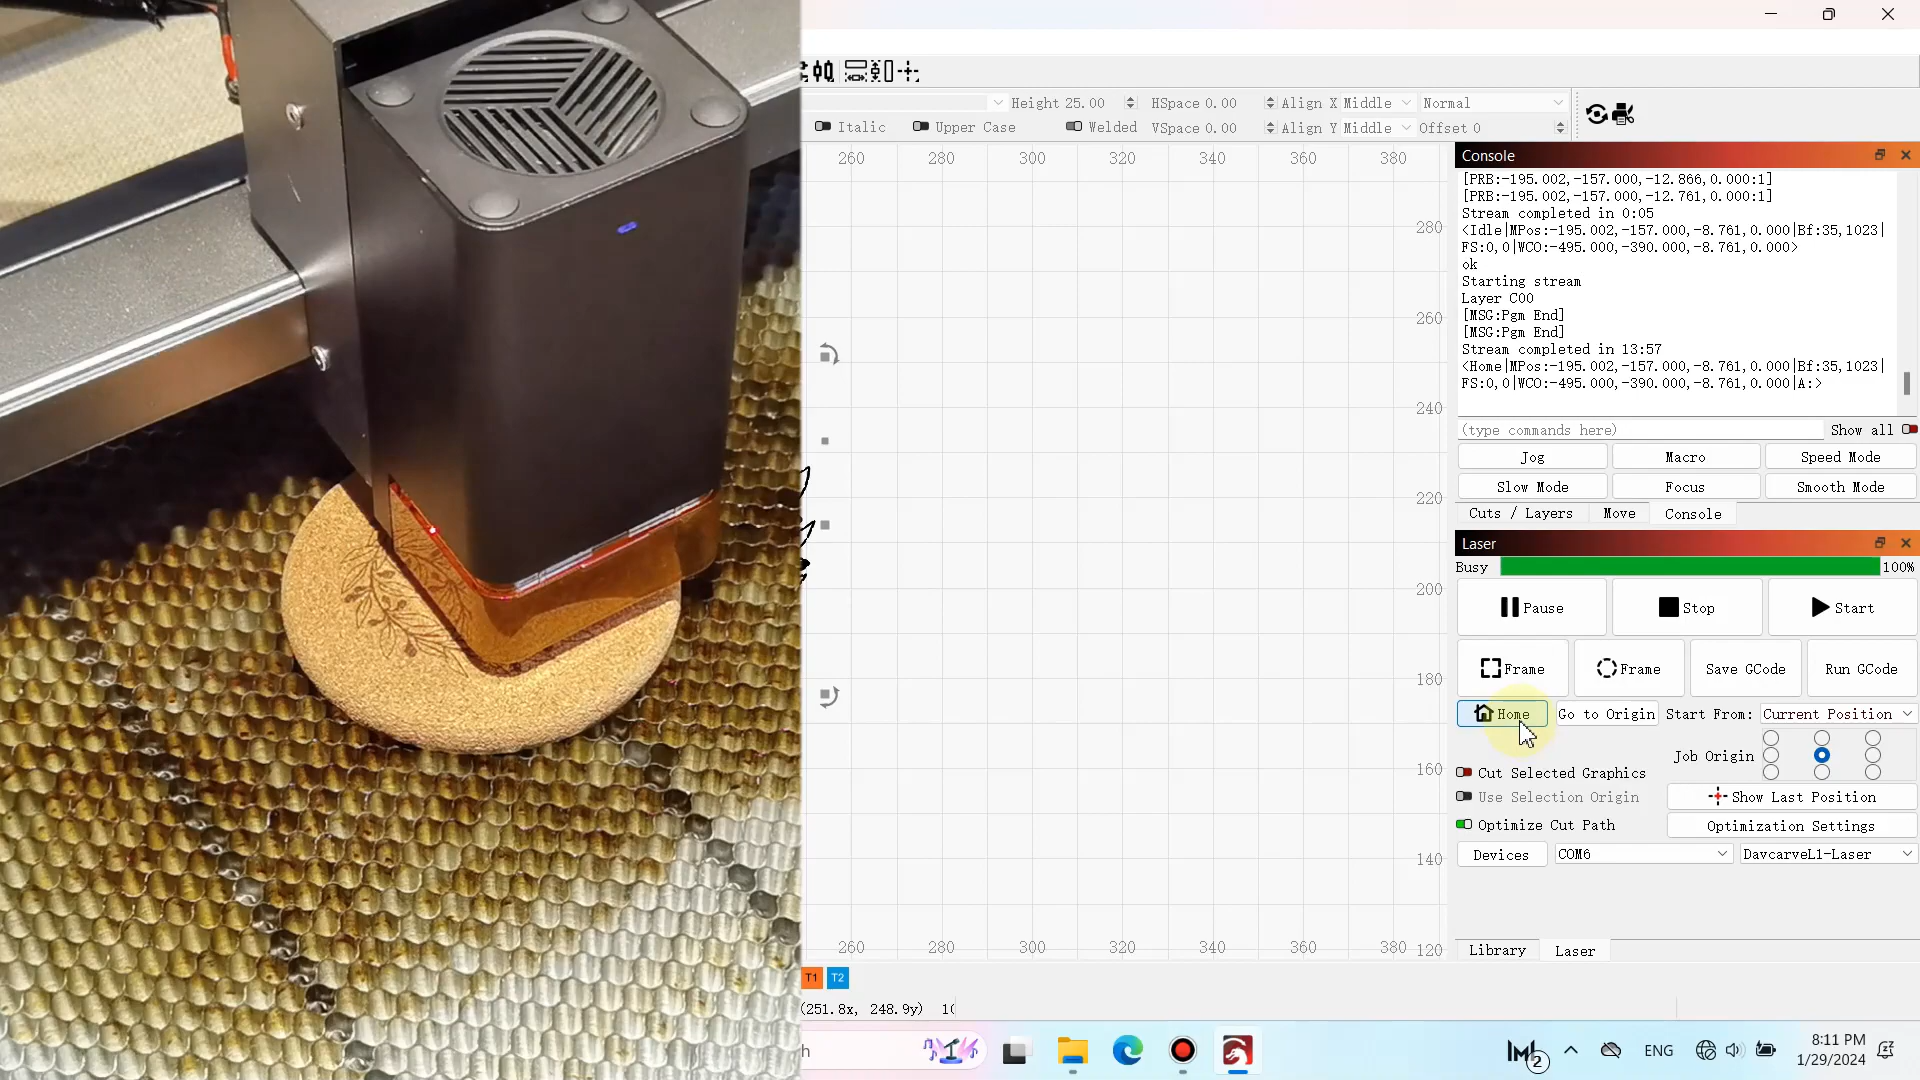 Height 25.00 HSpace 0.00 Align X Middle Normal
Italic Upper Case Welded VSpace 0.00 Align Y Middle Offset 0
260 280 300 320 340 360 380
280
260
240
220
200
180
160
140
260 280 300 320 340 360 380 120
Console
[PRB:-195.002,-157.000,-12.866,0.000:1]
[PRB:-195.002,-157.000,-12.761,0.000:1]
Stream completed in 0:05
<Idle|MPos:-195.002,-157.000,-8.761,0.000|Bf:35,1023|
FS:0,0|WCO:-495.000,-390.000,-8.761,0.000>
ok
Starting stream
Layer C00
[MSG:Pgm End]
[MSG:Pgm End]
Stream completed in 13:57
<Home|MPos:-195.002,-157.000,-8.761,0.000|Bf:35,1023|
FS:0,0|WCO:-495.000,-390.000,-8.761,0.000|A:>
(type commands here) Show all
Jog Macro Speed Mode
Slow Mode Focus Smooth Mode
Cuts / Layers Move Console
Laser
Busy 100%
Pause Stop Start
Frame Frame Save GCode Run GCode
Home Go to Origin Start From: Current Position
Job Origin
Cut Selected Graphics
Use Selection Origin Show Last Position
Optimize Cut Path Optimization Settings
Devices COM6 DavcarveL1-Laser
Library Laser
T1 T2
(251.8x, 248.9y)
h
2
ENG
8:11 PM
1/29/2024